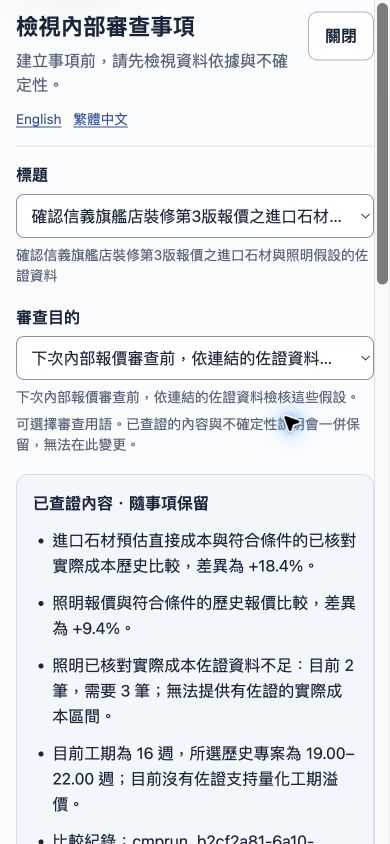 檢視內部審查事項
關閉
建立事項前，請先檢視資料依據與不確
定性。
English 繁體中文
標題
確認信義旗艦店裝修第3版報價之進口石材...
確認信義旗艦店裝修第3版報價之進口石材與照明假設的佐
證資料
審查目的
下次內部報價審查前，依連結的佐證資料...
下次內部報價審查前，依連結的佐證資料檢核這些假設。
可選擇審查用語。已查證的內容與不確定性會一併保
留，無法在此變更。
已查證內容 · 隨事項保留
• 進口石材預估直接成本與符合條件的已核對
實際成本歷史比較，差異為 +18.4%。
• 照明報價與符合條件的歷史報價比較，差異
為 +9.4%。
• 照明已核對實際成本佐證資料不足：目前 2
筆，需要 3 筆；無法提供有佐證的實際成
本區間。
• 目前工期為 16 週，所選歷史專案為 19.00–
22.00 週；目前沒有佐證支持量化工期溢
價。
• 比較紀錄：cmprun_b2cf2a81-6a10-